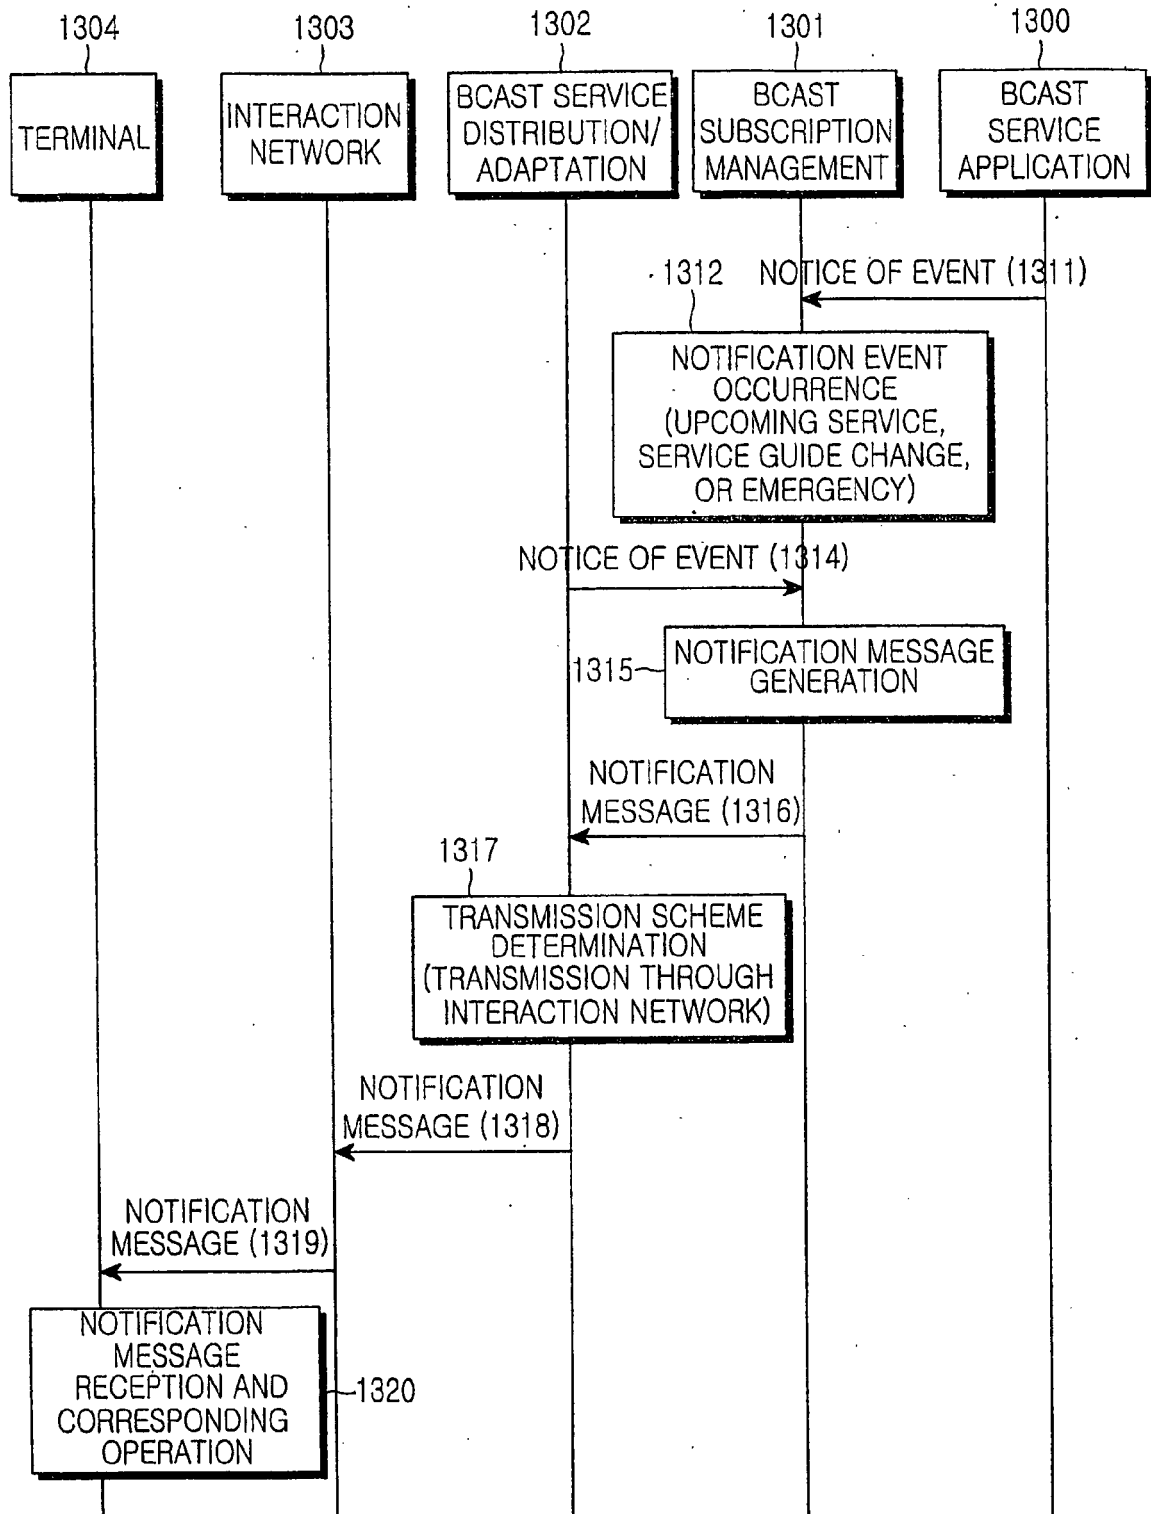 1304
1303
1302
1301
1300
TERMINAL
INTERACTION
NETWORK
BCAST SERVICE
DISTRIBUTION/
ADAPTATION
BCAST
SUBSCRIPTION
MANAGEMENT
BCAST
SERVICE
APPLICATION
NOTICE OF EVENT (1311)
1312
NOTIFICATION EVENT
OCCURRENCE
(UPCOMING SERVICE,
SERVICE GUIDE CHANGE,
OR EMERGENCY)
NOTICE OF EVENT (1314)
1315
NOTIFICATION MESSAGE
GENERATION
NOTIFICATION
MESSAGE (1316)
1317
TRANSMISSION SCHEME
DETERMINATION
(TRANSMISSION THROUGH
INTERACTION NETWORK)
NOTIFICATION
MESSAGE (1318)
NOTIFICATION
MESSAGE (1319)
NOTIFICATION
MESSAGE
RECEPTION AND
CORRESPONDING
OPERATION
1320